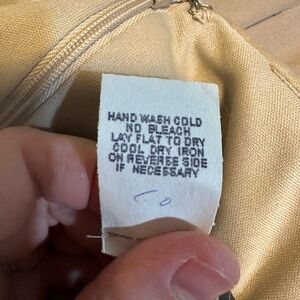 HAND WASH COLD
NO BLEACH
LAY FLAT TO DRY
COOL DRY IRON
ON REVERSE SIDE
IF NECESSARY